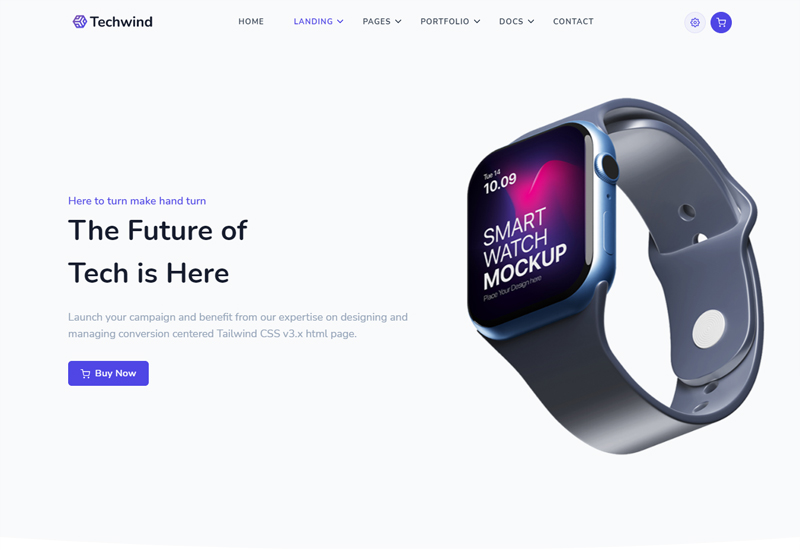 Techwind
HOME
LANDING
PAGES
PORTFOLIO
DOCS
CONTACT
Here to turn make hand turn
The Future of
Tech is Here
Launch your campaign and benefit from our expertise on designing and
managing conversion centered Tailwind CSS v3.x html page.
Buy Now
Tue 14
10.09
SMART
WATCH
MOCKUP
Place Your Design here